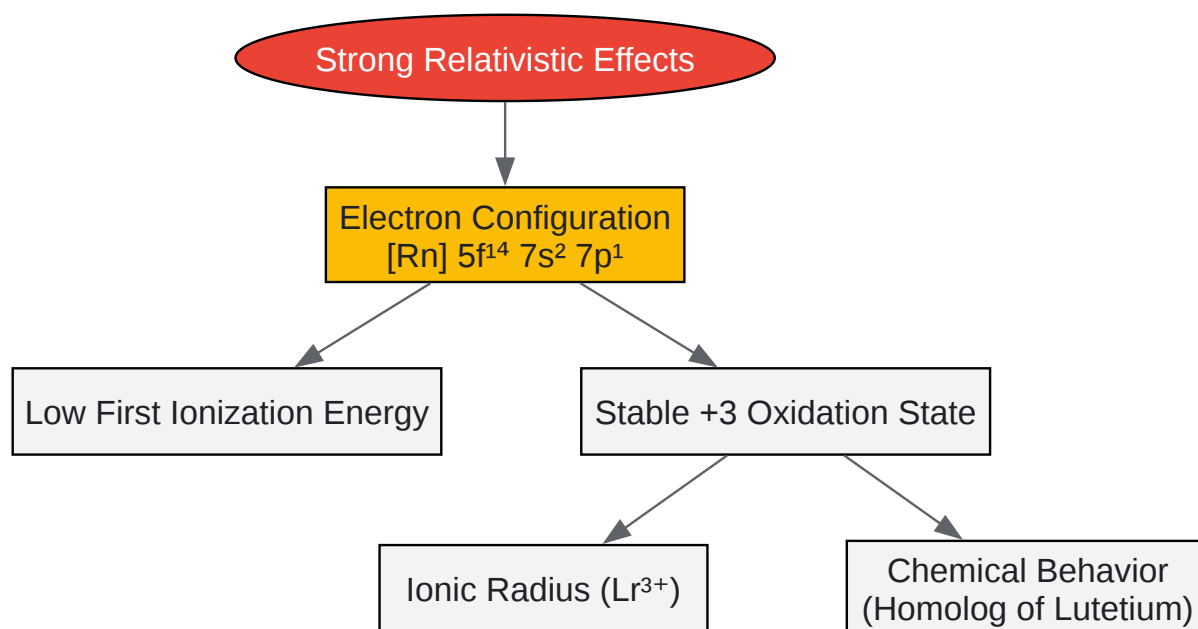 Strong Relativistic Effects
Electron Configuration
[Rn] 5f¹⁴ 7s² 7p¹
Low First Ionization Energy
Stable +3 Oxidation State
Ionic Radius (Lr³⁺)
Chemical Behavior
(Homolog of Lutetium)